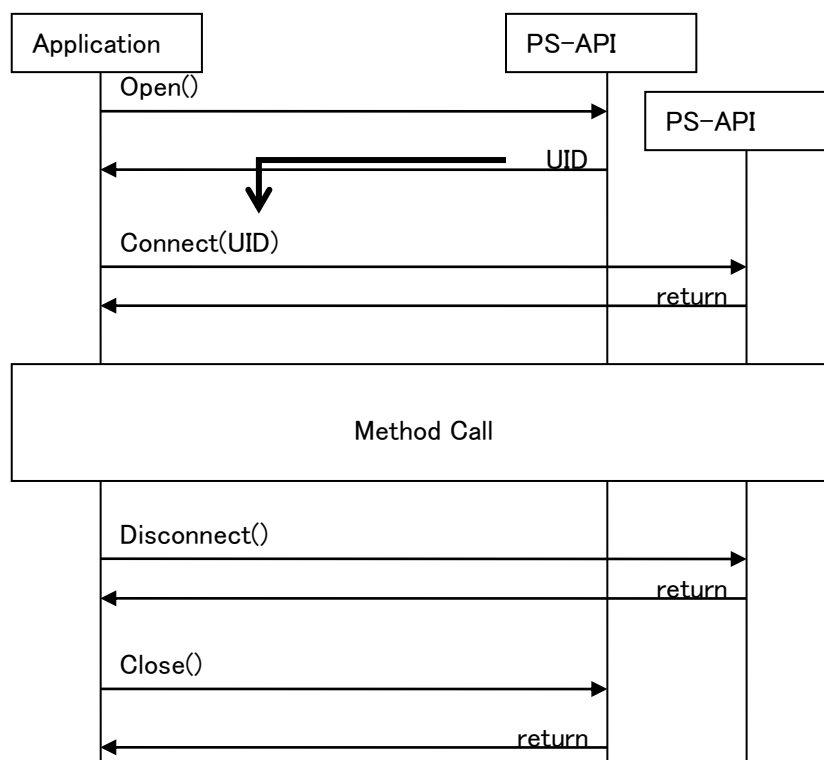 Application
PS-API
Open()
PS-API
UID
Connect(UID)
return
Method Call
Disconnect()
return
Close()
return